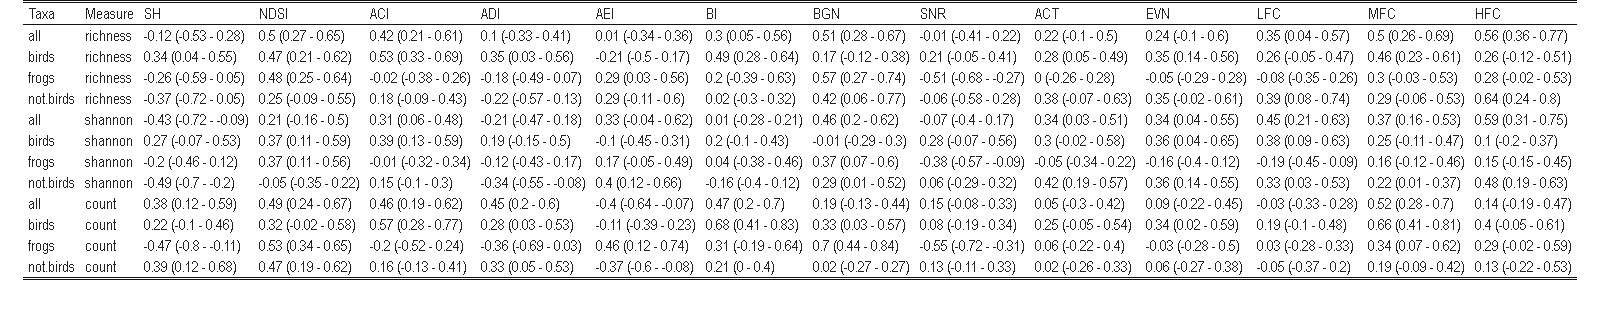 Taxa Measure SH NDSI ACI ADI AEI BI BGN SNR ACT EVN LFC MFC HFC
all richness -0.12 (-0.53 - 0.28) 0.5 (0.27 - 0.65) 0.42 (0.21 - 0.61) 0.1 (-0.33 - 0.41) 0.01 (-0.34 - 0.36) 0.3 (0.05 - 0.56) 0.51 (0.28 - 0.67) -0.01 (-0.41 - 0.22) 0.22 (-0.1 - 0.5) 0.24 (-0.1 - 0.6) 0.35 (0.04 - 0.57) 0.5 (0.26 - 0.69) 0.56 (0.36 - 0.77)
birds richness 0.34 (0.04 - 0.55) 0.47 (0.21 - 0.62) 0.53 (0.33 - 0.69) 0.35 (0.03 - 0.56) -0.21 (-0.5 - 0.17) 0.49 (0.28 - 0.64) 0.17 (-0.12 - 0.38) 0.21 (-0.05 - 0.41) 0.28 (0.05 - 0.49) 0.35 (0.14 - 0.56) 0.26 (-0.05 - 0.47) 0.46 (0.23 - 0.61) 0.26 (-0.12 - 0.51)
frogs richness -0.26 (-0.59 - 0.05) 0.48 (0.25 - 0.64) -0.02 (-0.38 - 0.26) -0.18 (-0.49 - 0.07) 0.29 (0.03 - 0.56) 0.2 (-0.39 - 0.63) 0.57 (0.27 - 0.74) -0.51 (-0.68 - -0.27) 0 (-0.26 - 0.28) -0.05 (-0.29 - 0.28) -0.08 (-0.35 - 0.26) 0.3 (-0.03 - 0.53) 0.28 (-0.02 - 0.53)
not.birds richness -0.37 (-0.72 - 0.05) 0.25 (-0.09 - 0.55) 0.18 (-0.09 - 0.43) -0.22 (-0.57 - 0.13) 0.29 (-0.11 - 0.6) 0.02 (-0.3 - 0.32) 0.42 (0.06 - 0.77) -0.06 (-0.58 - 0.28) 0.38 (-0.07 - 0.63) 0.35 (-0.02 - 0.61) 0.39 (0.08 - 0.74) 0.29 (-0.06 - 0.53) 0.64 (0.24 - 0.8)
all shannon -0.43 (-0.72 - -0.09) 0.21 (-0.16 - 0.5) 0.31 (0.06 - 0.48) -0.21 (-0.47 - 0.18) 0.33 (-0.04 - 0.62) 0.01 (-0.28 - 0.21) 0.46 (0.2 - 0.62) -0.07 (-0.4 - 0.17) 0.34 (0.03 - 0.51) 0.34 (0.04 - 0.55) 0.45 (0.21 - 0.63) 0.37 (0.16 - 0.53) 0.59 (0.31 - 0.75)
birds shannon 0.27 (-0.07 - 0.53) 0.37 (0.11 - 0.59) 0.39 (0.13 - 0.59) 0.19 (-0.15 - 0.5) -0.1 (-0.45 - 0.31) 0.2 (-0.1 - 0.43) -0.01 (-0.29 - 0.3) 0.28 (-0.07 - 0.56) 0.3 (-0.02 - 0.58) 0.36 (0.04 - 0.65) 0.38 (0.09 - 0.63) 0.25 (-0.11 - 0.47) 0.1 (-0.2 - 0.37)
frogs shannon -0.2 (-0.46 - 0.12) 0.37 (0.11 - 0.56) -0.01 (-0.32 - 0.34) -0.12 (-0.43 - 0.17) 0.17 (-0.05 - 0.49) 0.04 (-0.38 - 0.46) 0.37 (0.07 - 0.6) -0.38 (-0.57 - -0.09) -0.05 (-0.34 - 0.22) -0.16 (-0.4 - 0.12) -0.19 (-0.45 - 0.09) 0.16 (-0.12 - 0.46) 0.15 (-0.15 - 0.45)
not.birds shannon -0.49 (-0.7 - -0.2) -0.05 (-0.35 - 0.22) 0.15 (-0.1 - 0.3) -0.34 (-0.55 - -0.08) 0.4 (0.12 - 0.66) -0.16 (-0.4 - 0.12) 0.29 (0.01 - 0.52) 0.06 (-0.29 - 0.32) 0.42 (0.19 - 0.57) 0.36 (0.14 - 0.55) 0.33 (0.03 - 0.53) 0.22 (0.01 - 0.37) 0.48 (0.19 - 0.63)
all count 0.38 (0.12 - 0.59) 0.49 (0.24 - 0.67) 0.46 (0.19 - 0.62) 0.45 (0.2 - 0.6) -0.4 (-0.64 - -0.07) 0.47 (0.2 - 0.7) 0.19 (-0.13 - 0.44) 0.15 (-0.08 - 0.33) 0.05 (-0.3 - 0.42) 0.09 (-0.22 - 0.45) -0.03 (-0.33 - 0.28) 0.52 (0.28 - 0.7) 0.14 (-0.19 - 0.47)
birds count 0.22 (-0.1 - 0.46) 0.32 (-0.02 - 0.58) 0.57 (0.28 - 0.77) 0.28 (0.03 - 0.53) -0.11 (-0.39 - 0.23) 0.68 (0.41 - 0.83) 0.33 (0.03 - 0.57) 0.08 (-0.19 - 0.34) 0.25 (-0.05 - 0.54) 0.34 (0.02 - 0.59) 0.19 (-0.1 - 0.48) 0.66 (0.41 - 0.81) 0.4 (-0.05 - 0.61)
frogs count -0.47 (-0.8 - -0.11) 0.53 (0.34 - 0.65) -0.2 (-0.52 - 0.24) -0.36 (-0.69 - 0.03) 0.46 (0.12 - 0.74) 0.31 (-0.19 - 0.64) 0.7 (0.44 - 0.84) -0.55 (-0.72 - -0.31) 0.06 (-0.22 - 0.4) -0.03 (-0.28 - 0.5) 0.03 (-0.28 - 0.33) 0.34 (0.07 - 0.62) 0.29 (-0.02 - 0.59)
not.birds count 0.39 (0.12 - 0.68) 0.47 (0.19 - 0.62) 0.16 (-0.13 - 0.41) 0.33 (0.05 - 0.53) -0.37 (-0.6 - -0.08) 0.21 (0 - 0.4) 0.02 (-0.27 - 0.27) 0.13 (-0.11 - 0.33) 0.02 (-0.26 - 0.33) 0.06 (-0.27 - 0.38) -0.05 (-0.37 - 0.2) 0.19 (-0.09 - 0.42) 0.13 (-0.22 - 0.53)